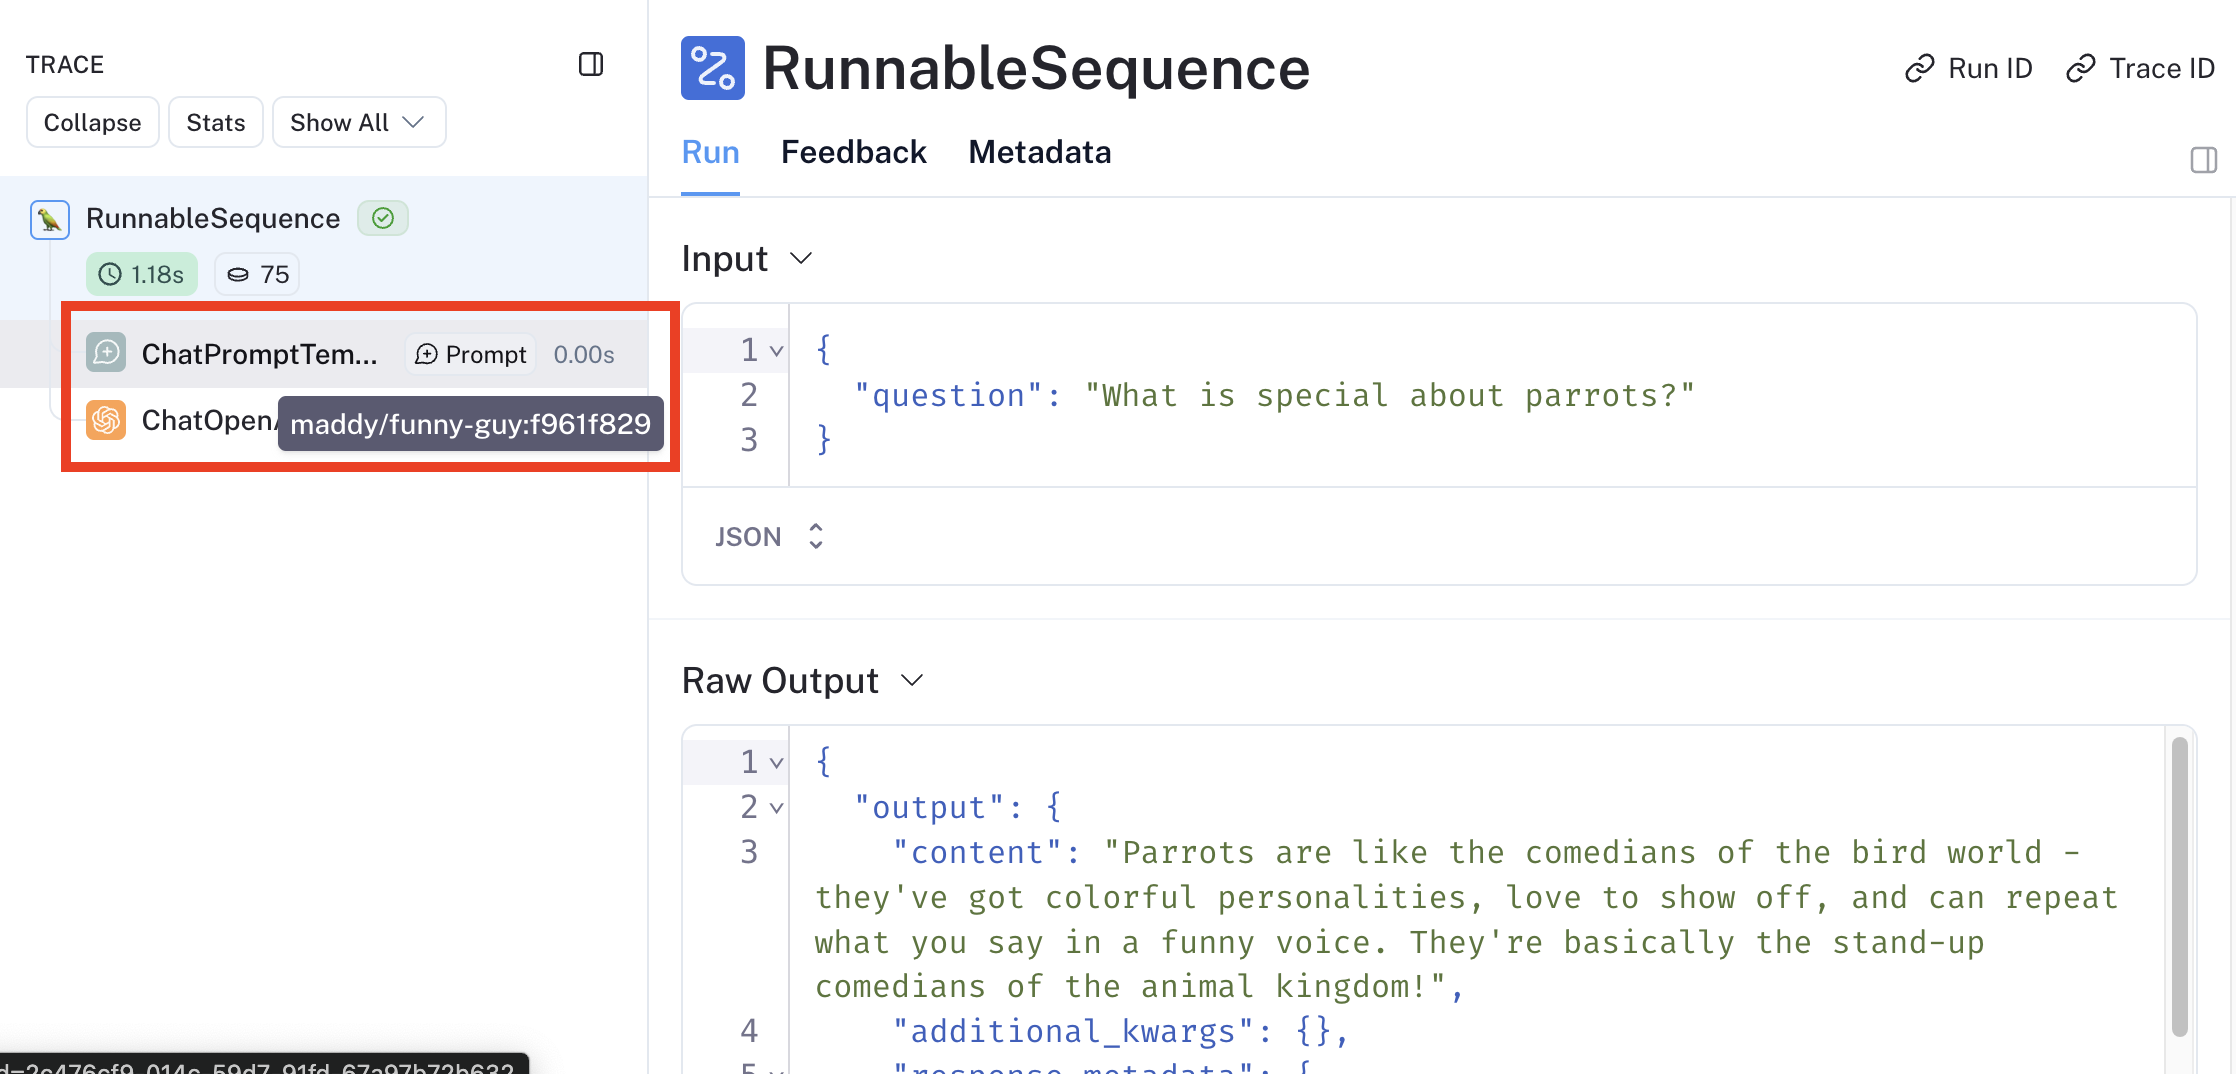 TRACE
Collapse
Stats
Show All
RunnableSequence
1.18s
75
ChatPromptTem...
Prompt
0.00s
ChatOpenA
maddy/funny-guy:f961f829
RunnableSequence
Run ID
Trace ID
Run
Feedback
Metadata
Input
1
{
2
"question": "What is special about parrots?"
3
}
JSON
Raw Output
1
{
2
"output": {
3
"content": "Parrots are like the comedians of the bird world -
they've got colorful personalities, love to show off, and can repeat
what you say in a funny voice. They're basically the stand-up
comedians of the animal kingdom!",
4
"additional_kwargs": {},
5
"response_metadata": {